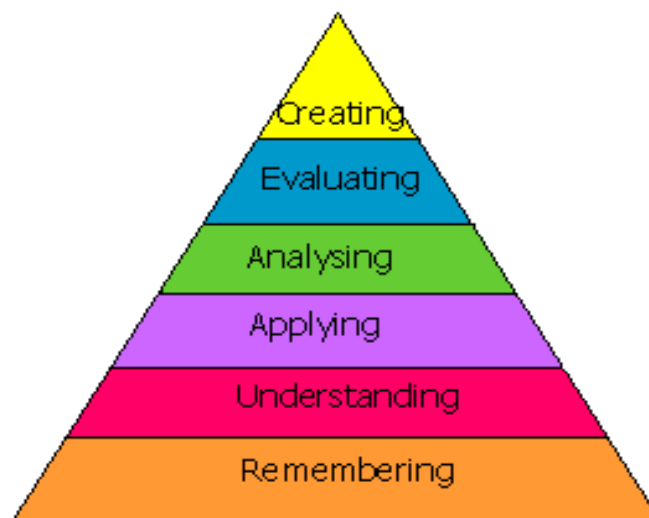 Creating
Evaluating
Analysing
Applying
Understanding
Remembering